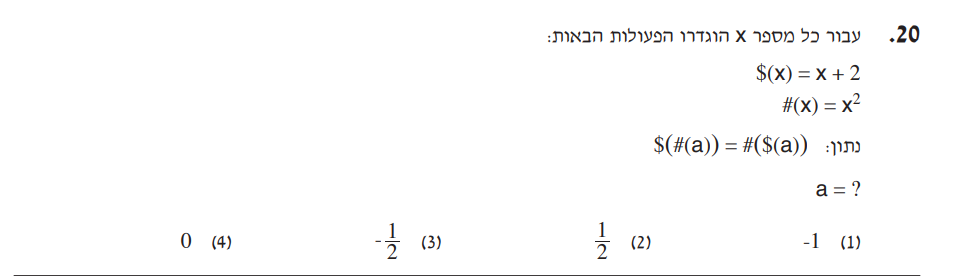 20. עבור כל מספר x הוגדרו הפעולות הבאות:
$(x) = x + 2
#(x) = x²
נתון: $(#(a)) = #($(a))
a = ?
(1) -1 (2) 1/2 (3) -1/2 (4) 0